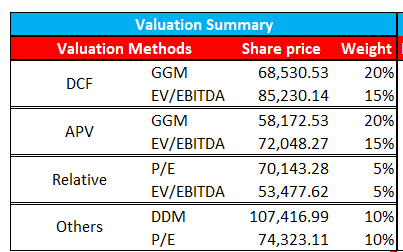 Valuation Summary
Valuation Methods Share price Weight
DCF GGM 68,530.53 20%
EV/EBITDA 85,230.14 15%
APV GGM 58,172.53 20%
EV/EBITDA 72,048.27 15%
Relative P/E 70,143.28 5%
EV/EBITDA 53,477.62 5%
Others DDM 107,416.99 10%
P/E 74,323.11 10%